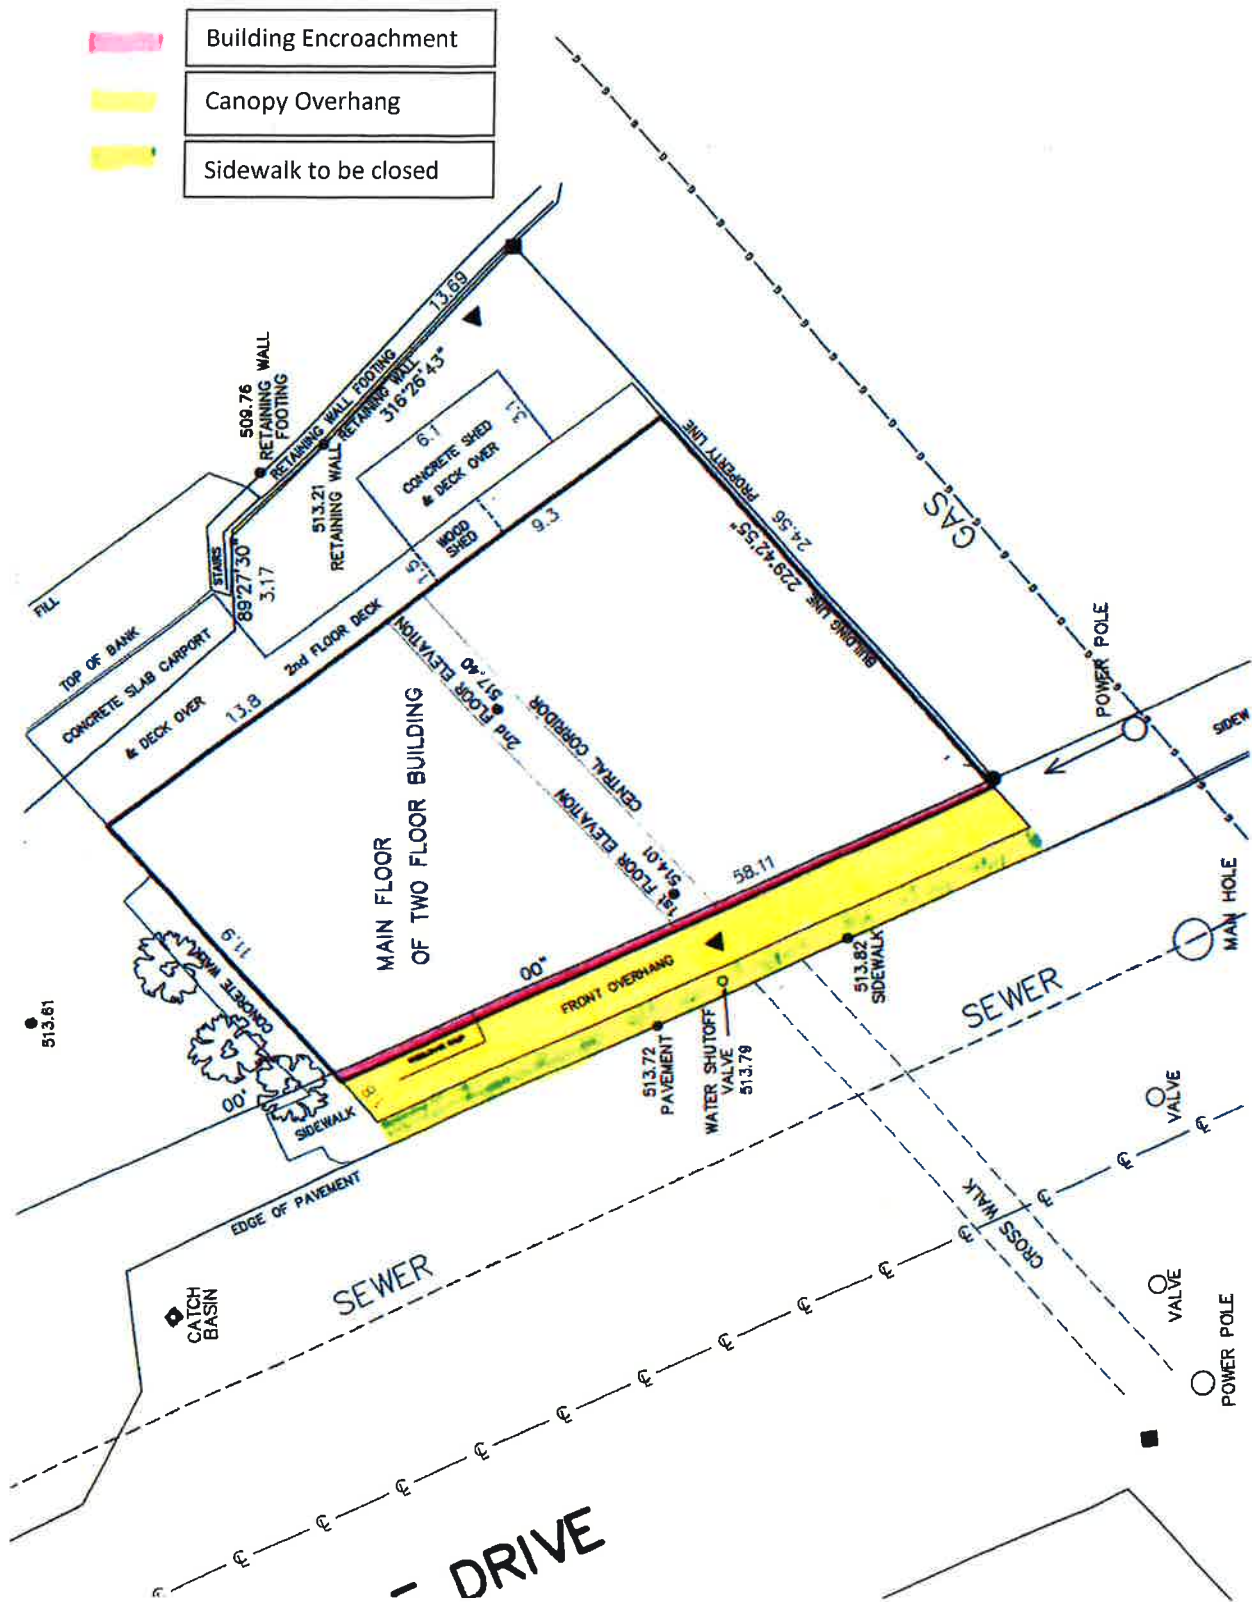 Building Encroachment
Canopy Overhang
Sidewalk to be closed
13.69
509.76
RETAINING WALL
FOOTING
RETAINING WALL FOOTING
RETAINING WALL
316°26'43"
513.21
RETAINING WALL
6.1
3.1
CONCRETE SHED
& DECK OVER
WOOD
SHED
9.3
1.5
STAIRS
89°27'30"
3.17
FILL
TOP OF BANK
CONCRETE SLAB CARPORT
& DECK OVER
2nd FLOOR DECK
13.8
PROPERTY LINE
24.56
229°42'55"
BUILDING LINE
GAS
POWER POLE
SIDEW
2nd FLOOR ELEVATION
517.40
CENTRAL CORRIDOR
1st FLOOR ELEVATION
514.01
MAIN FLOOR
OF TWO FLOOR BUILDING
58.11
00"
FRONT OVERHANG
11.9
CONCRETE WALK
513.61
00'
1.8
SIDEWALK
513.72
PAVEMENT
WATER SHUTOFF
VALVE
513.79
513.82
SIDEWALK
MAN HOLE
SEWER
EDGE OF PAVEMENT
SEWER
CATCH
BASIN
VALVE
CROSS WALK
VALVE
POWER POLE
DRIVE